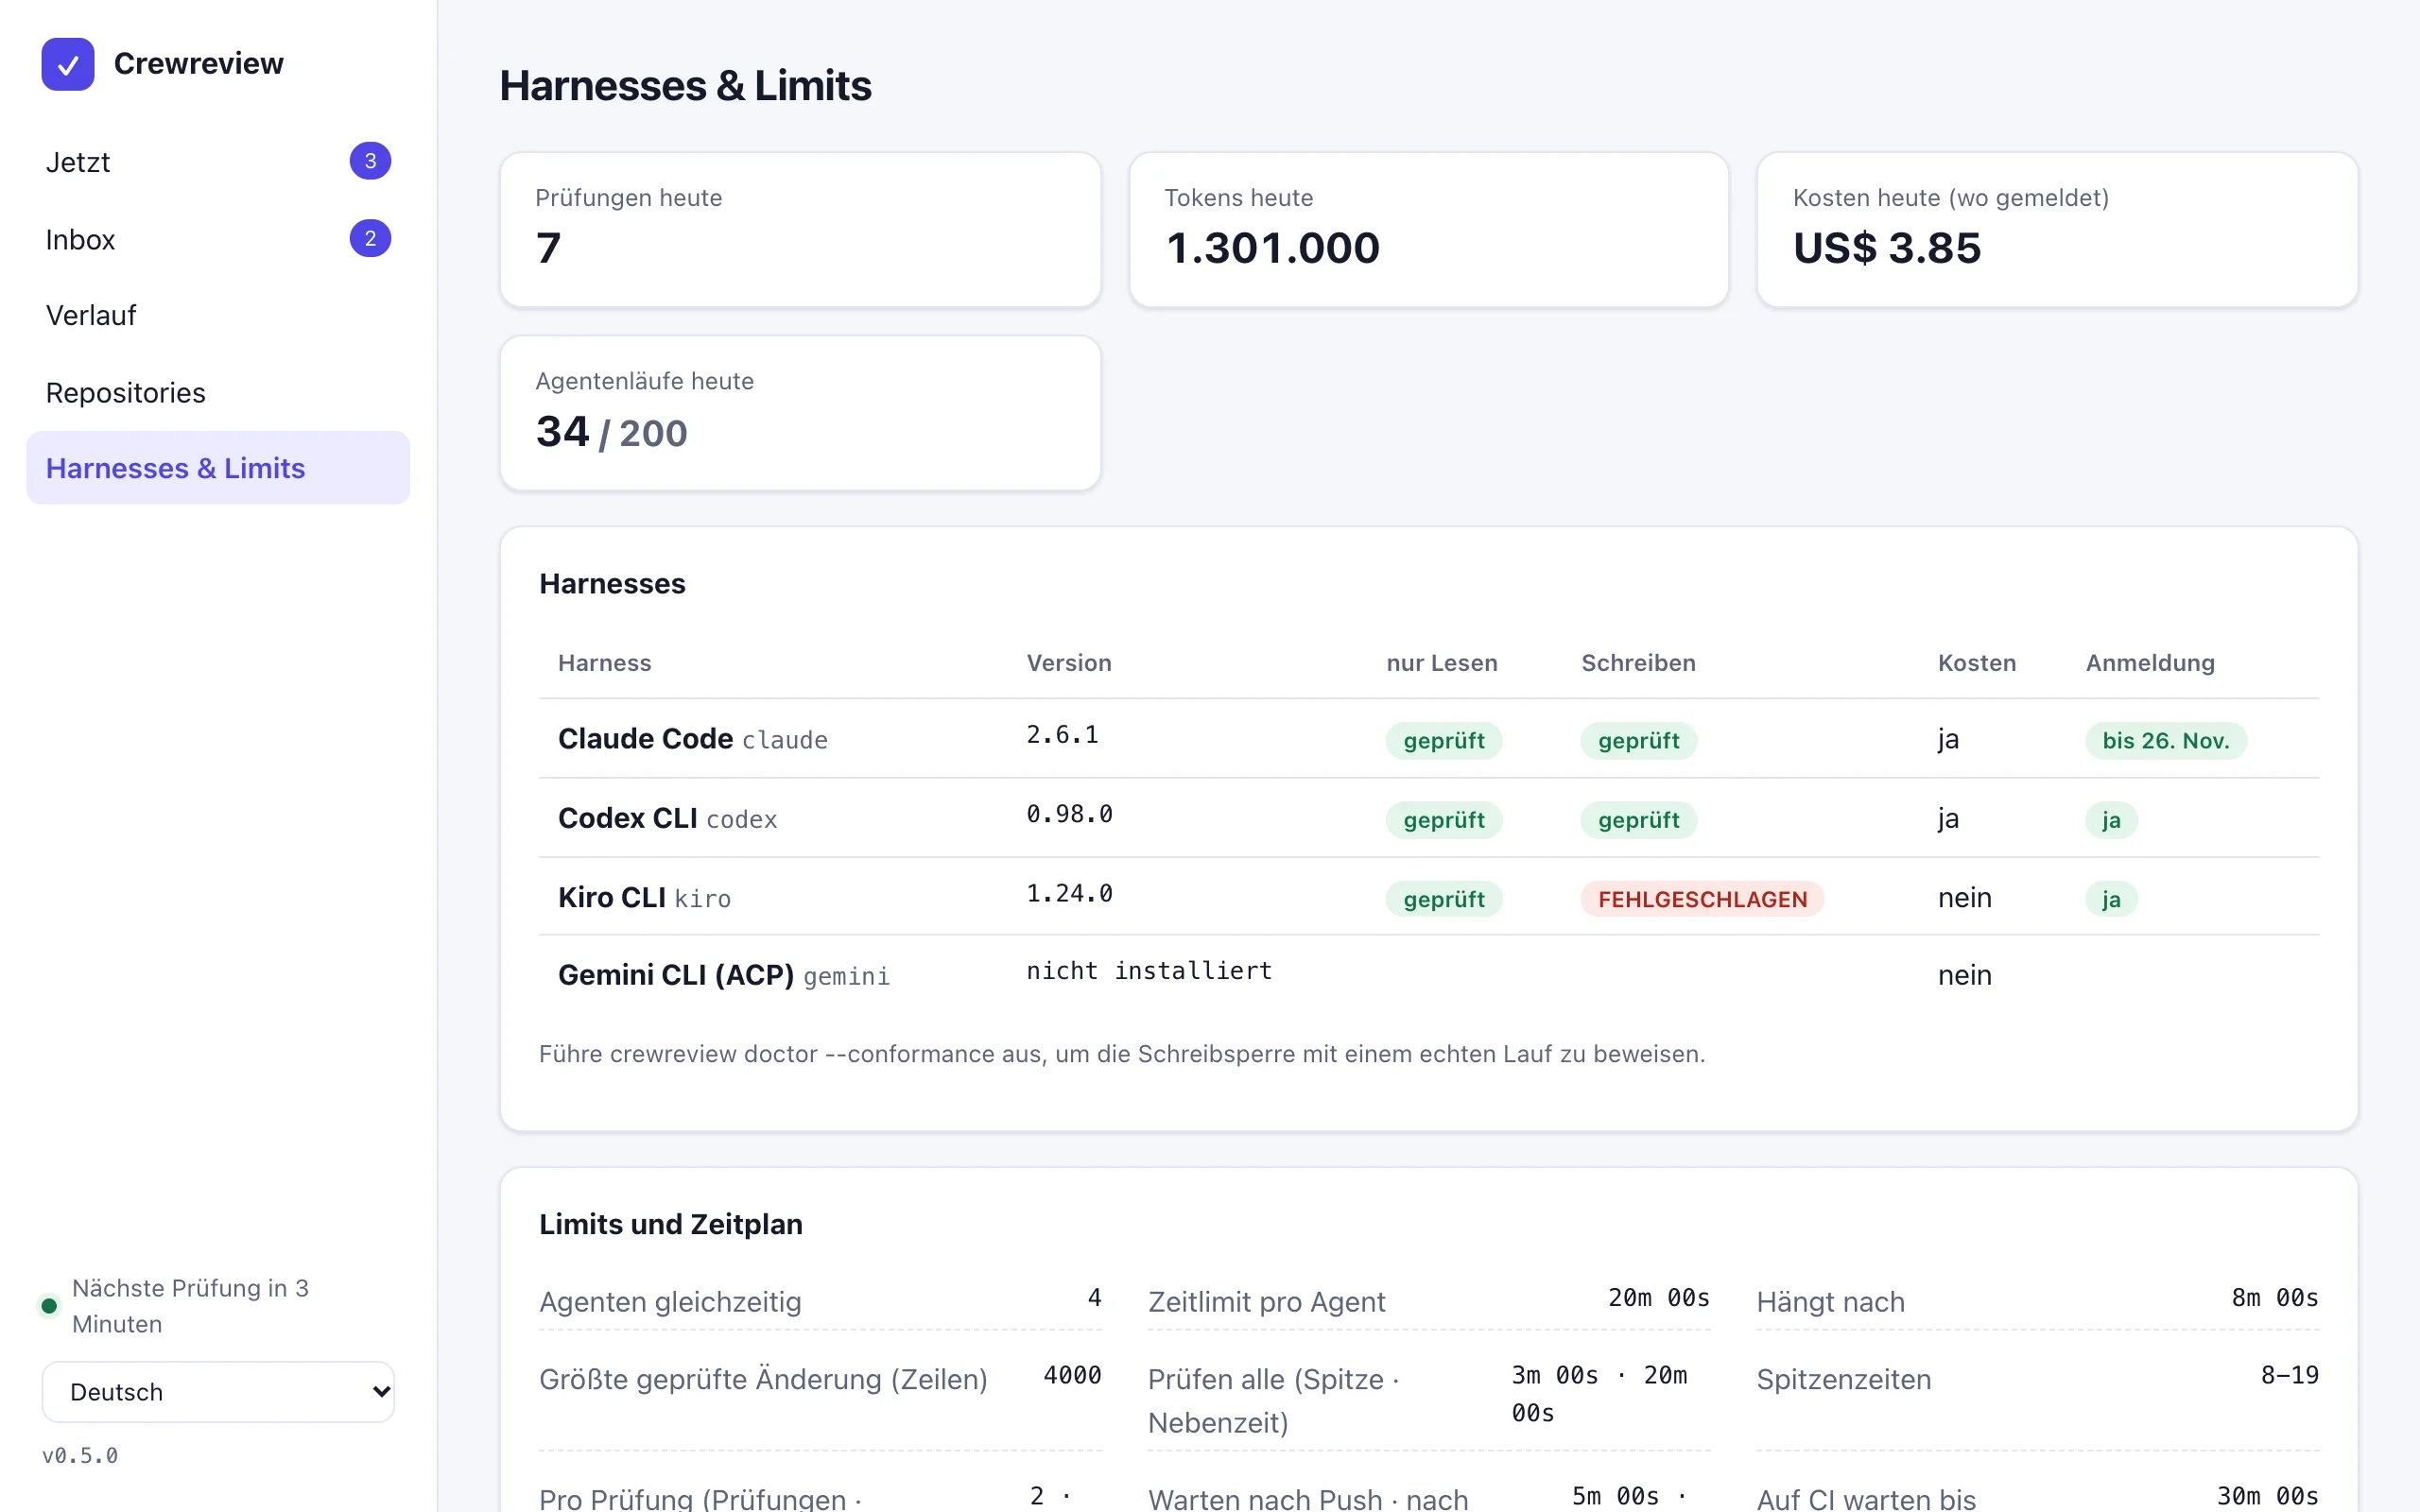 Crewreview
Jetzt 3
Inbox 2
Verlauf
Repositories
Harnesses & Limits
Nächste Prüfung in 3
Minuten
Deutsch
v0.5.0
Harnesses & Limits
Prüfungen heute
7
Tokens heute
1.301.000
Kosten heute (wo gemeldet)
US$ 3.85
Agentenläufe heute
34 / 200
Harnesses
Harness Version nur Lesen Schreiben Kosten Anmeldung
Claude Code claude 2.6.1 geprüft geprüft ja bis 26. Nov.
Codex CLI codex 0.98.0 geprüft geprüft ja ja
Kiro CLI kiro 1.24.0 geprüft FEHLGESCHLAGEN nein ja
Gemini CLI (ACP) gemini nicht installiert nein
Führe crewreview doctor --conformance aus, um die Schreibsperre mit einem echten Lauf zu beweisen.
Limits und Zeitplan
Agenten gleichzeitig 4
Zeitlimit pro Agent 20m 00s
Hängt nach 8m 00s
Größte geprüfte Änderung (Zeilen) 4000
Prüfen alle (Spitze · 3m 00s · 20m
Nebenzeit) 00s
Spitzenzeiten 8–19
Pro Prüfung (Prüfungen · 2 ·
Warten nach Push · nach 5m 00s ·
Auf CI warten bis 30m 00s